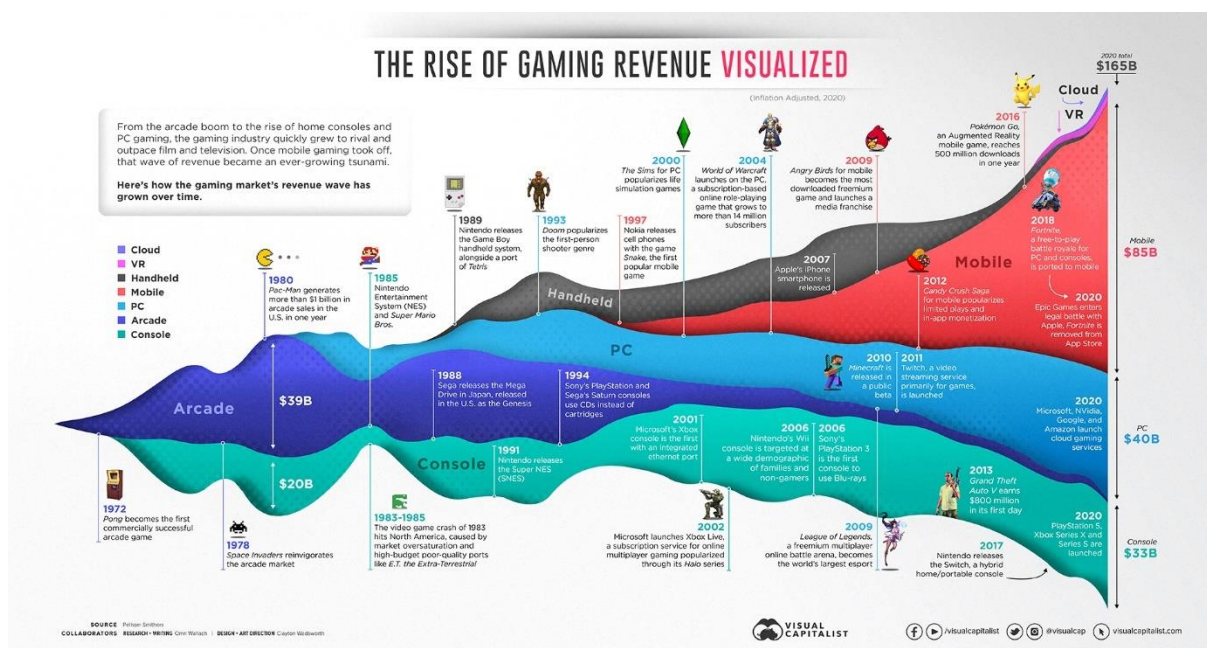 THE RISE OF GAMING REVENUE VISUALIZED
(Inflation Adjusted, 2020)
From the arcade boom to the rise of home consoles and
PC gaming, the gaming industry quickly grew to rival and
outpace film and television. Once mobile gaming took off,
that wave of revenue became an ever-growing tsunami.
Here's how the gaming market's revenue wave has
grown over time.
Cloud
VR
Handheld
Mobile
PC
Arcade
Console
1972
Pong becomes the first
commercially successful
arcade game
1978
Space Invaders reinvigorates
the arcade market
1980
Pac-Man generates
more than $1 billion in
arcade sales in the
U.S. in one year
Arcade
$39B
$20B
1985
Nintendo
Entertainment
System (NES)
and Super Mario
Bros.
1983-1985
The video game crash of 1983
hits North America, caused by
market oversaturation and
high-budget poor-quality ports
like E.T. the Extra-Terrestrial
1989
Nintendo releases
the Game Boy
handheld system,
alongside a port
of Tetris
1988
Sega releases the Mega
Drive in Japan, released
in the U.S. as the Genesis
Console
1991
Nintendo releases
the Super NES
(SNES)
1993
Doom popularizes
the first-person
shooter genre
Handheld
1994
Sony's PlayStation and
Sega's Saturn consoles
use CDs instead of
cartridges
1997
Nokia releases
cell phones
with the game
Snake, the first
popular mobile
game
PC
2000
The Sims for PC
popularizes life
simulation games
2001
Microsoft's Xbox
console is the first
with an integrated
ethernet port
2002
Microsoft launches Xbox Live,
a subscription service for online
multiplayer gaming popularized
through its Halo series
2004
World of Warcraft
launches on the PC,
a subscription-based
online role-playing
game that grows to
more than 14 million
subscribers
2006
Nintendo's Wii
console is targeted at
a wide demographic
of families and
non-gamers
2006
Sony's
PlayStation 3
is the first
console to
use Blu-rays
2007
Apple's iPhone
smartphone is
released
2009
Angry Birds for mobile
becomes the most
downloaded freemium
game and launches a
media franchise
2009
League of Legends,
a freemium multiplayer
online battle arena, becomes
the world's largest esport
2010
Minecraft is
released in
a public
beta
2011
Twitch, a video
streaming service
primarily for games,
is launched
2012
Candy Crush Saga
for mobile popularizes
limited plays and
in-app monetization
Mobile
2013
Grand Theft
Auto V earns
$800 million
in its first day
2016
Pokémon Go,
an Augmented Reality
mobile game, reaches
500 million downloads
in one year
2017
Nintendo releases
the Switch, a hybrid
home/portable console
2018
Fortnite,
a free-to-play
battle royale for
PC and consoles,
is ported to mobile
2020
Epic Games enters
legal battle with
Apple, Fortnite is
removed from
App Store
2020
Microsoft, NVidia,
Google, and
Amazon launch
cloud gaming
services
2020
PlayStation 5,
Xbox Series X and
Series S are
launched
2020 total
$165B
Cloud
VR
Mobile
$85B
PC
$40B
Console
$33B
SOURCE Pelham Smithers
COLLABORATORS RESEARCH + WRITING Omri Wallach | DESIGN + ART DIRECTION Clayton Wadsworth
VISUAL
CAPITALIST
/visualcapitalist
@visualcap
visualcapitalist.com